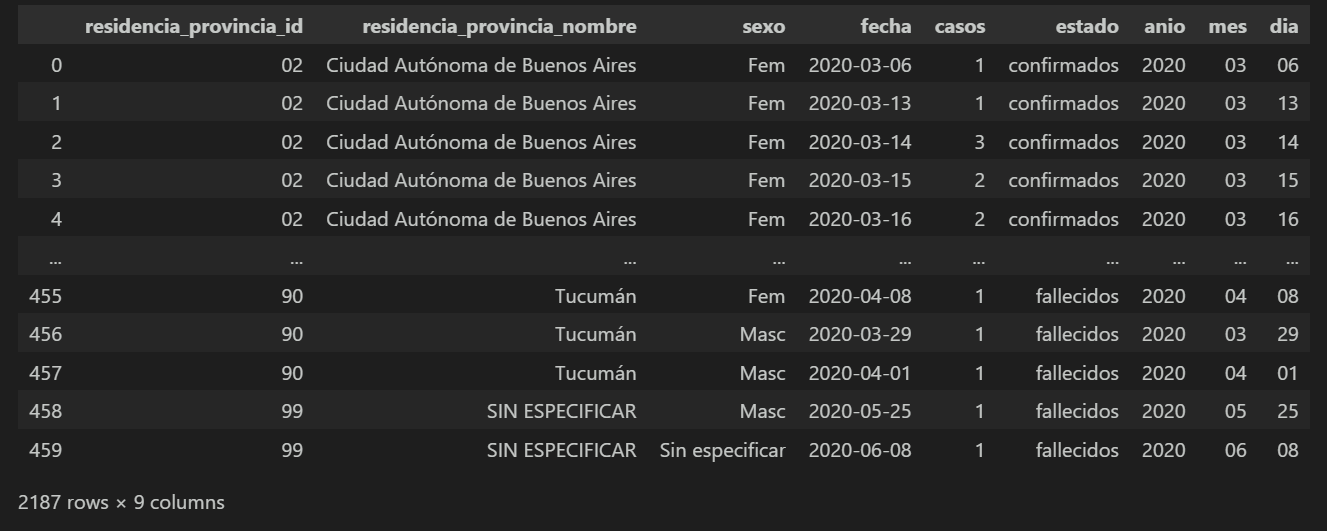 residencia_provincia_id residencia_provincia_nombre sexo fecha casos estado anio mes dia
0 02 Ciudad Autónoma de Buenos Aires Fem 2020-03-06 1 confirmados 2020 03 06
1 02 Ciudad Autónoma de Buenos Aires Fem 2020-03-13 1 confirmados 2020 03 13
2 02 Ciudad Autónoma de Buenos Aires Fem 2020-03-14 3 confirmados 2020 03 14
3 02 Ciudad Autónoma de Buenos Aires Fem 2020-03-15 2 confirmados 2020 03 15
4 02 Ciudad Autónoma de Buenos Aires Fem 2020-03-16 2 confirmados 2020 03 16
... ... ... ... ... ... ... ... ... ...
455 90 Tucumán Fem 2020-04-08 1 fallecidos 2020 04 08
456 90 Tucumán Masc 2020-03-29 1 fallecidos 2020 03 29
457 90 Tucumán Masc 2020-04-01 1 fallecidos 2020 04 01
458 99 SIN ESPECIFICAR Masc 2020-05-25 1 fallecidos 2020 05 25
459 99 SIN ESPECIFICAR Sin especificar 2020-06-08 1 fallecidos 2020 06 08
2187 rows × 9 columns